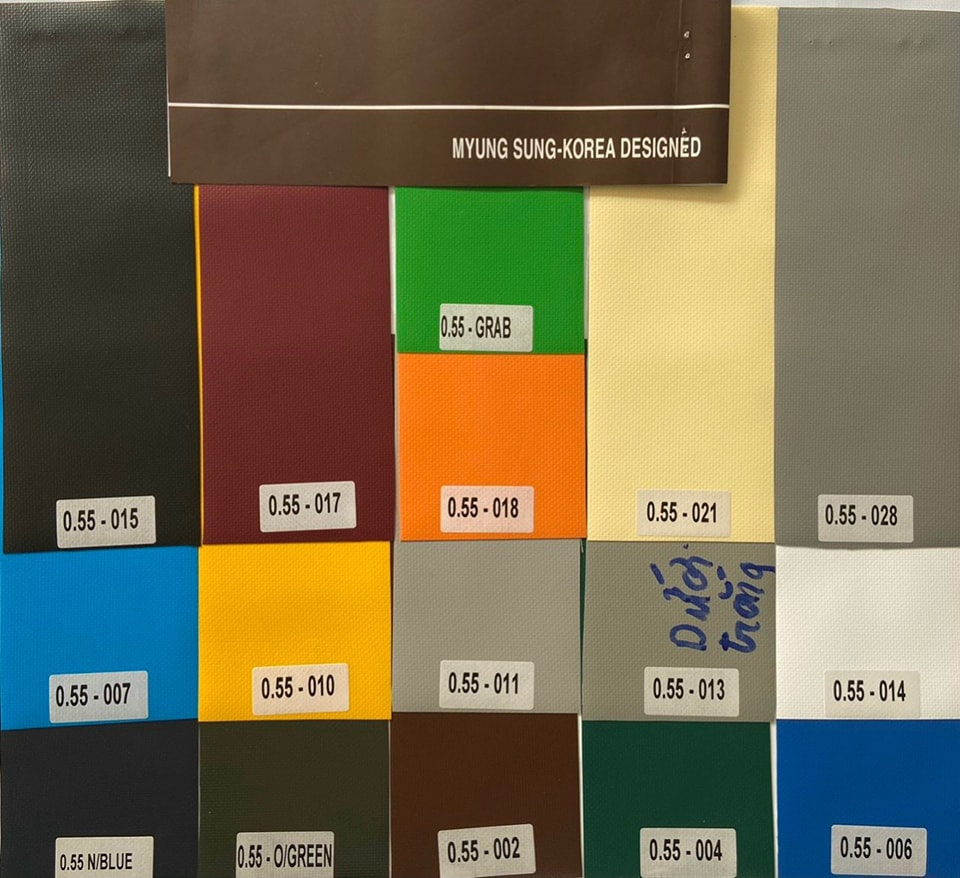 MYUNG SUNG-KOREA DESIGNED
0.55 - GRAB
0.55 - 015
0.55 - 017
0.55 - 018
0.55 - 021
0.55 - 028
trắng
0.55 - 007
0.55 - 010
0.55 - 011
0.55 - 013
0.55 - 014
0.55 N/BLUE
0.55 - O/GREEN
0.55 - 002
0.55 - 004
0.55 - 006